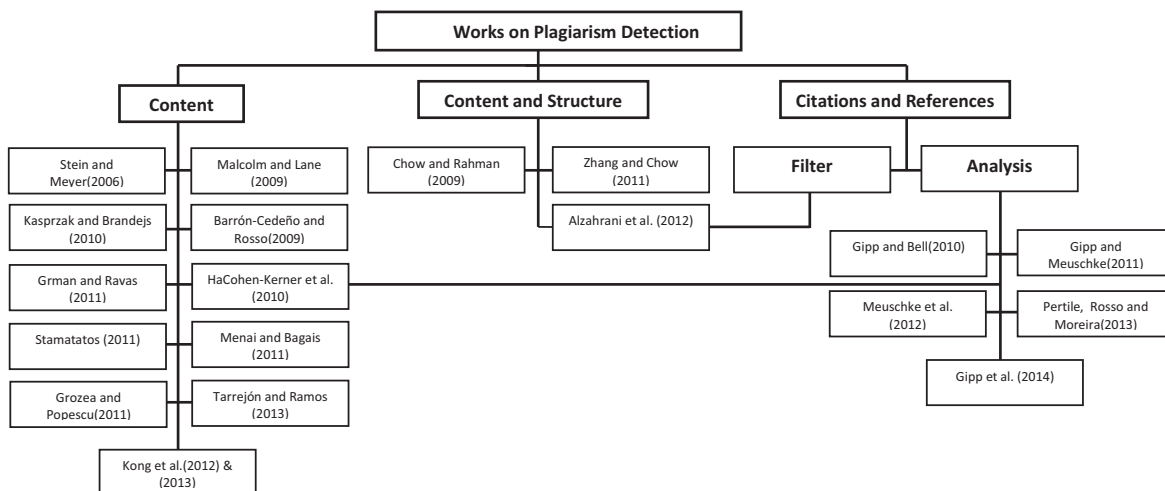 Works on Plagiarism Detection
Content
Content and Structure
Citations and References
Stein and
Meyer(2006)
Malcolm and Lane
(2009)
Chow and Rahman
(2009)
Zhang and Chow
(2011)
Filter
Analysis
Kasprzak and Brandejs
(2010)
Barrón-Cedeño and
Rosso(2009)
Alzahrani et al. (2012)
Gipp and Bell(2010)
Gipp and
Meuschke(2011)
Grman and Ravas
(2011)
HaCohen-Kerner et al.
(2010)
Meuschke et al.
(2012)
Pertile, Rosso and
Moreira(2013)
Stamatatos (2011)
Menai and Bagais
(2011)
Gipp et al. (2014)
Grozea and
Popescu(2011)
Tarrejón and Ramos
(2013)
Kong et al.(2012) &
(2013)